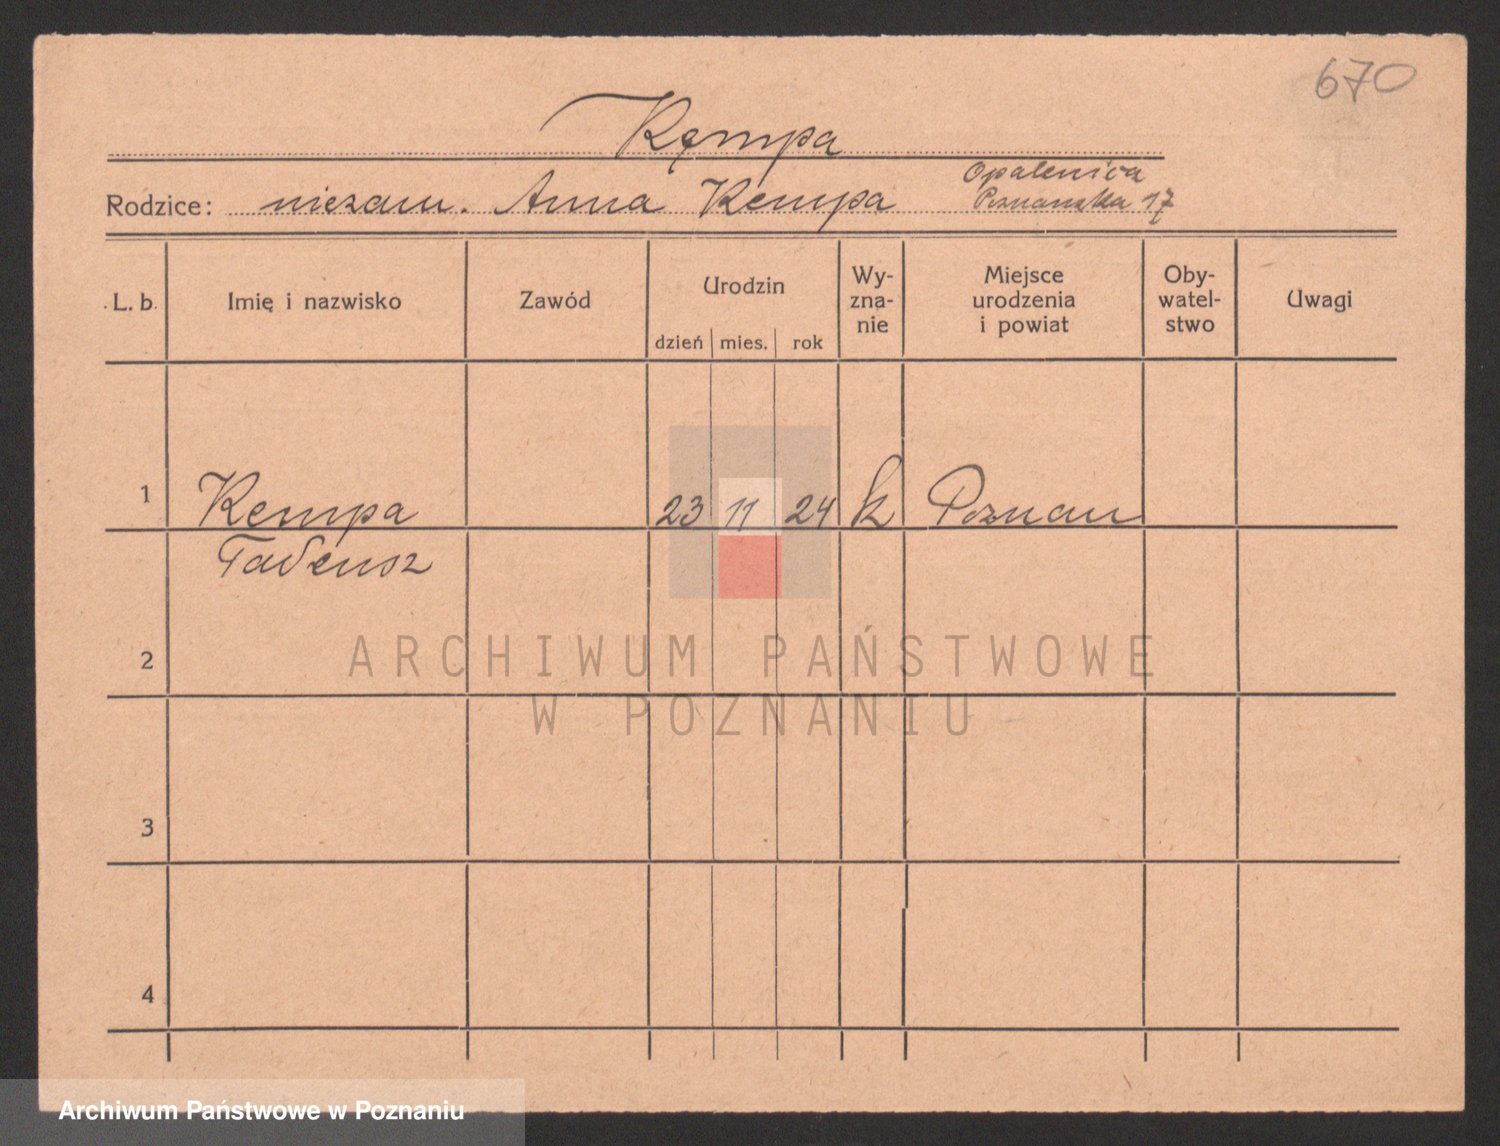 670
Kempa
Rodzice: niezam. Anna Kempa
Opalenica
Poznanska 17
L. b. Imię i nazwisko Zawód Urodzin dzień mies. rok Wy-zna-nie Miejsce urodzenia i powiat Oby-watel-stwo Uwagi
1 Kempa 23 11 24 k Poznan
Tadeusz
2
ARCHIWUM PAŃSTWOWE
W POZNANIU
3
4
Archiwum Państwowe w Poznaniu